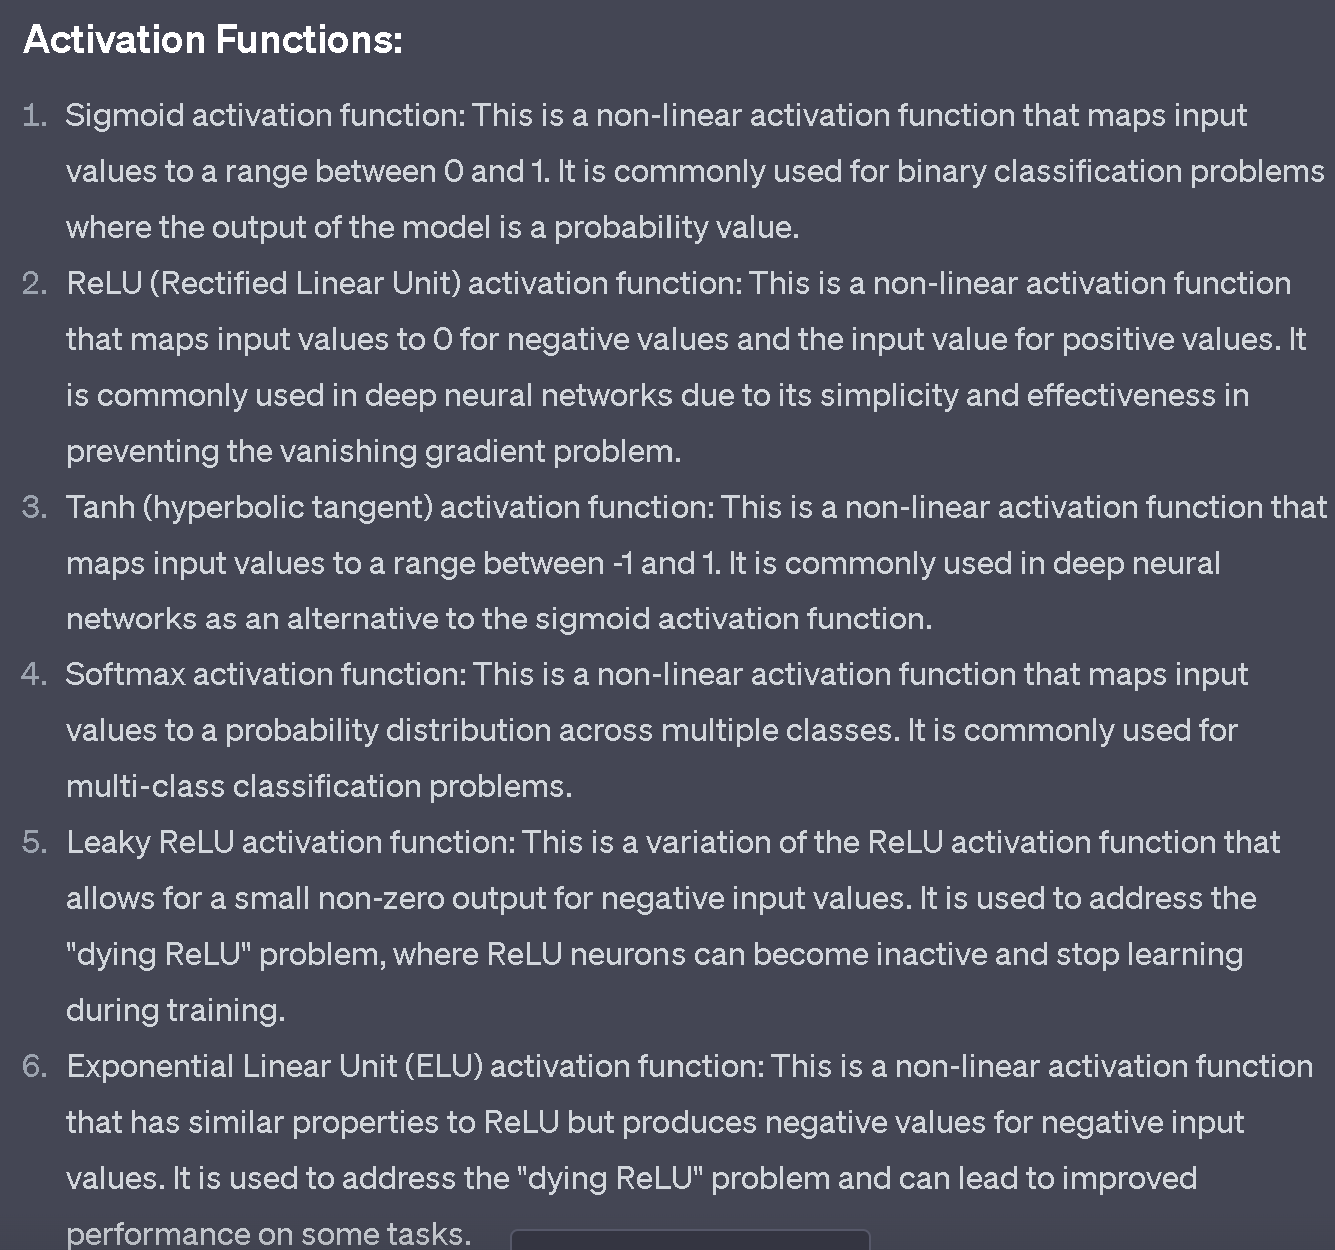 Activation Functions:
1. Sigmoid activation function: This is a non-linear activation function that maps input
values to a range between 0 and 1. It is commonly used for binary classification problems
where the output of the model is a probability value.
2. ReLU (Rectified Linear Unit) activation function: This is a non-linear activation function
that maps input values to 0 for negative values and the input value for positive values. It
is commonly used in deep neural networks due to its simplicity and effectiveness in
preventing the vanishing gradient problem.
3. Tanh (hyperbolic tangent) activation function: This is a non-linear activation function that
maps input values to a range between -1 and 1. It is commonly used in deep neural
networks as an alternative to the sigmoid activation function.
4. Softmax activation function: This is a non-linear activation function that maps input
values to a probability distribution across multiple classes. It is commonly used for
multi-class classification problems.
5. Leaky ReLU activation function: This is a variation of the ReLU activation function that
allows for a small non-zero output for negative input values. It is used to address the
"dying ReLU" problem, where ReLU neurons can become inactive and stop learning
during training.
6. Exponential Linear Unit (ELU) activation function: This is a non-linear activation function
that has similar properties to ReLU but produces negative values for negative input
values. It is used to address the "dying ReLU" problem and can lead to improved
performance on some tasks.